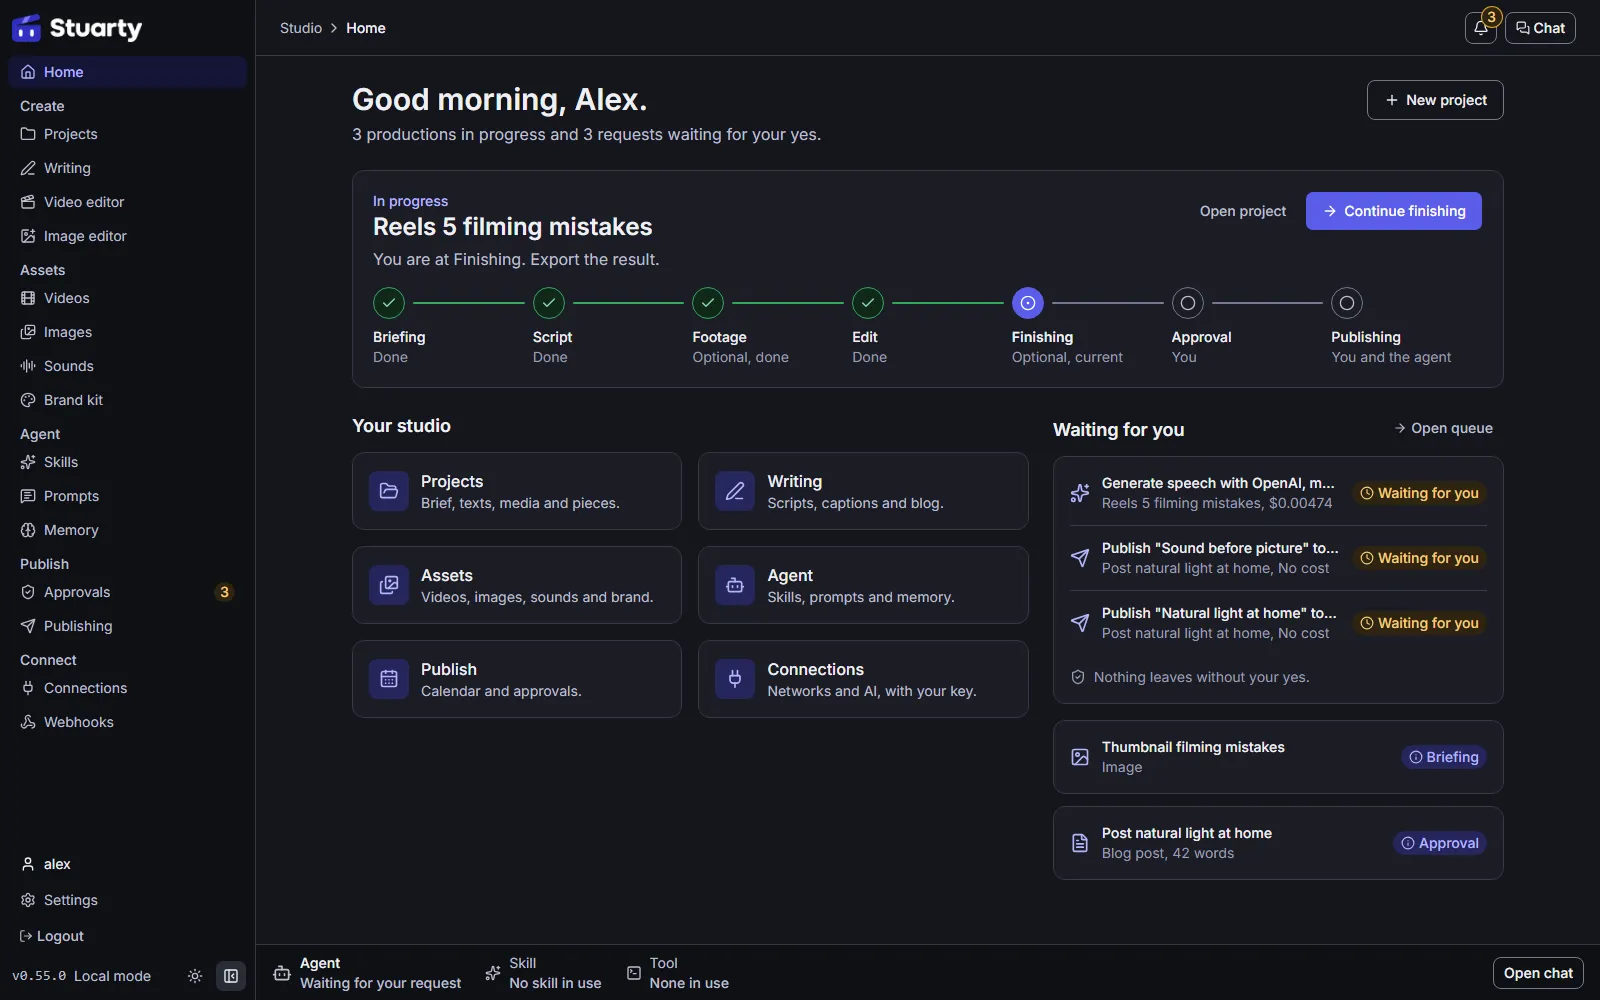 Stuarty
Home
Create
Projects
Writing
Video editor
Image editor
Assets
Videos
Images
Sounds
Brand kit
Agent
Skills
Prompts
Memory
Publish
Approvals 3
Publishing
Connect
Connections
Webhooks
alex
Settings
Logout
v0.55.0 Local mode
Studio > Home
3
Chat
Good morning, Alex.
3 productions in progress and 3 requests waiting for your yes.
New project
In progress
Reels 5 filming mistakes
You are at Finishing. Export the result.
Open project
Continue finishing
Briefing
Done
Script
Done
Footage
Optional, done
Edit
Done
Finishing
Optional, current
Approval
You
Publishing
You and the agent
Your studio
Projects
Brief, texts, media and pieces.
Writing
Scripts, captions and blog.
Assets
Videos, images, sounds and brand.
Agent
Skills, prompts and memory.
Publish
Calendar and approvals.
Connections
Networks and AI, with your key.
Waiting for you
Open queue
Generate speech with OpenAI, m...
Reels 5 filming mistakes, $0.00474
Waiting for you
Publish "Sound before picture" to...
Post natural light at home, No cost
Waiting for you
Publish "Natural light at home" to...
Post natural light at home, No cost
Waiting for you
Nothing leaves without your yes.
Thumbnail filming mistakes
Image
Briefing
Post natural light at home
Blog post, 42 words
Approval
Agent
Waiting for your request
Skill
No skill in use
Tool
None in use
Open chat